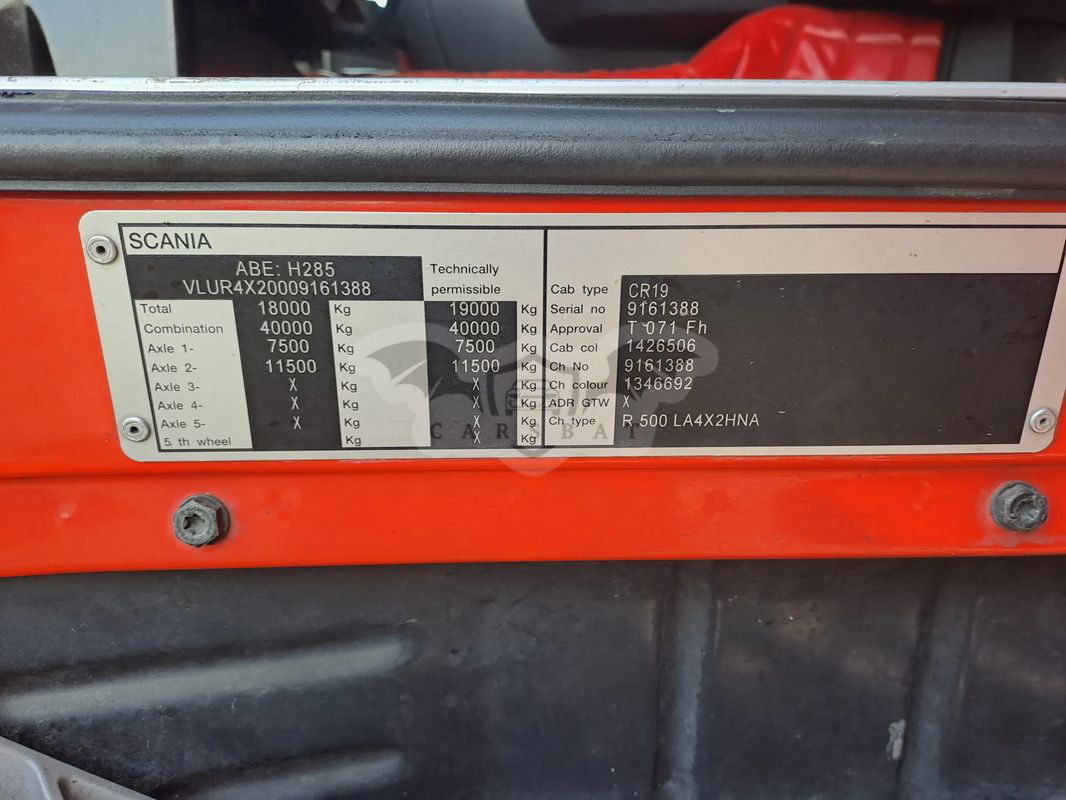 SCANIA
ABE: H285
VLUR4X20009161388
Technically
permissible
Total 18000 Kg 19000 Kg
Combination 40000 Kg 40000 Kg
Axle 1- 7500 Kg 7500 Kg
Axle 2- 11500 Kg 11500 Kg
Axle 3- X Kg X Kg
Axle 4- X Kg X Kg
Axle 5- X Kg X Kg
5. th wheel Kg X Kg
Cab type CR19
Serial no 9161388
Approval T 071 Fh
Cab col 1426506
Ch No 9161388
Ch colour 1346692
ADR GTW X
Ch type R 500 LA4X2HNA
CARSBAT